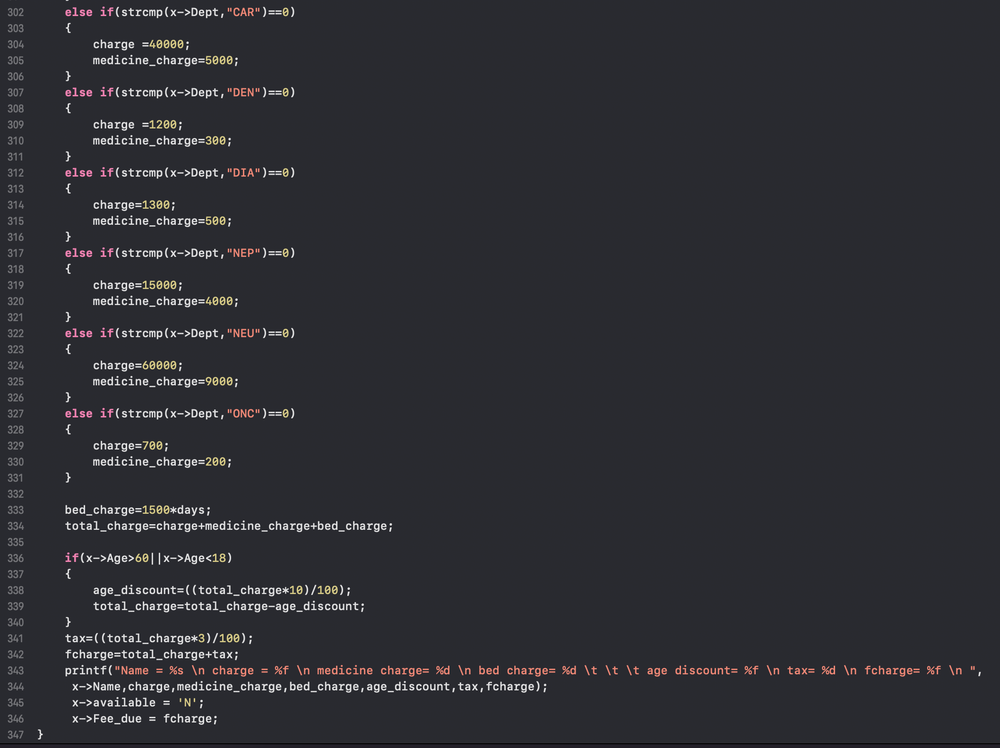 302 else if(strcmp(x->Dept,"CAR")==0)
303 {
304 charge =40000;
305 medicine_charge=5000;
306 }
307 else if(strcmp(x->Dept,"DEN")==0)
308 {
309 charge =1200;
310 medicine_charge=300;
311 }
312 else if(strcmp(x->Dept,"DIA")==0)
313 {
314 charge=1300;
315 medicine_charge=500;
316 }
317 else if(strcmp(x->Dept,"NEP")==0)
318 {
319 charge=15000;
320 medicine_charge=4000;
321 }
322 else if(strcmp(x->Dept,"NEU")==0)
323 {
324 charge=60000;
325 medicine_charge=9000;
326 }
327 else if(strcmp(x->Dept,"ONC")==0)
328 {
329 charge=700;
330 medicine_charge=200;
331 }
332
333 bed_charge=1500*days;
334 total_charge=charge+medicine_charge+bed_charge;
335
336 if(x->Age>60||x->Age<18)
337 {
338 age_discount=((total_charge*10)/100);
339 total_charge=total_charge-age_discount;
340 }
341 tax=((total_charge*3)/100);
342 fcharge=total_charge+tax;
343 printf("Name = %s \n charge = %f \n medicine charge= %d \n bed charge= %d \t \t \t age discount= %f \n tax= %d \n fcharge= %f \n ",
344 x->Name,charge,medicine_charge,bed_charge,age_discount,tax,fcharge);
345 x->available = 'N';
346 x->Fee_due = fcharge;
347 }